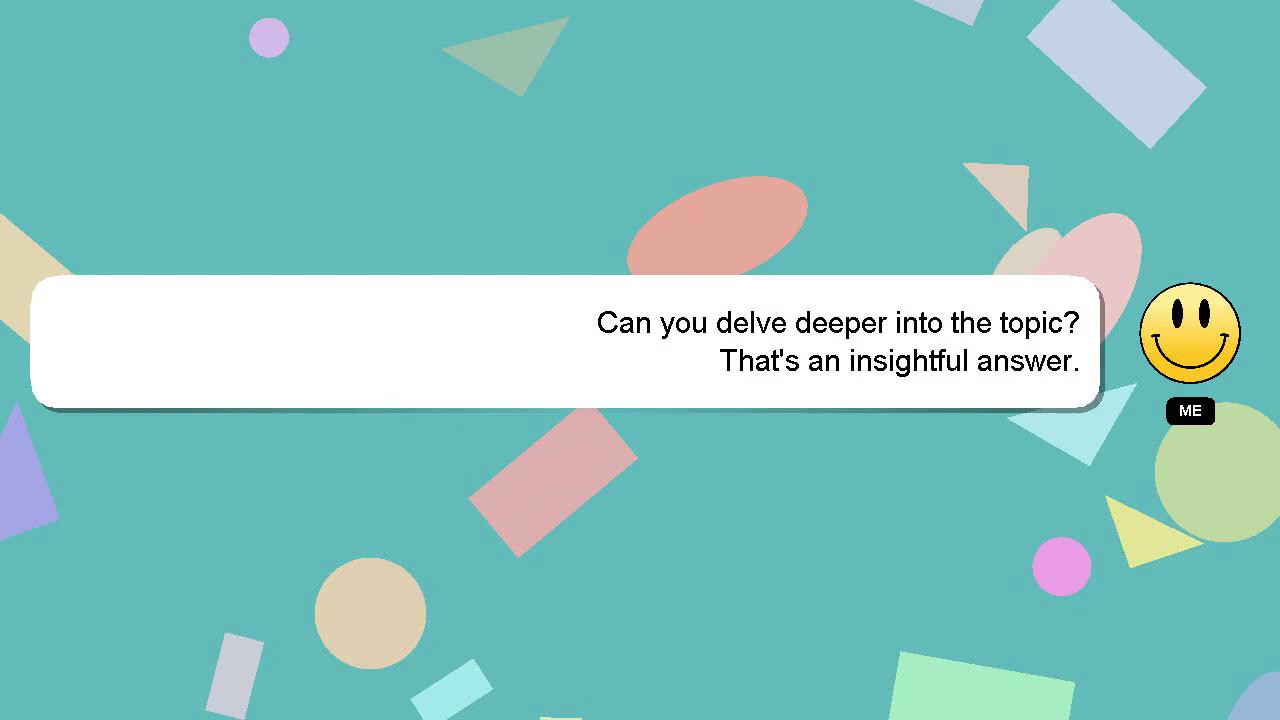 Can you delve deeper into the topic?
That's an insightful answer.
ME